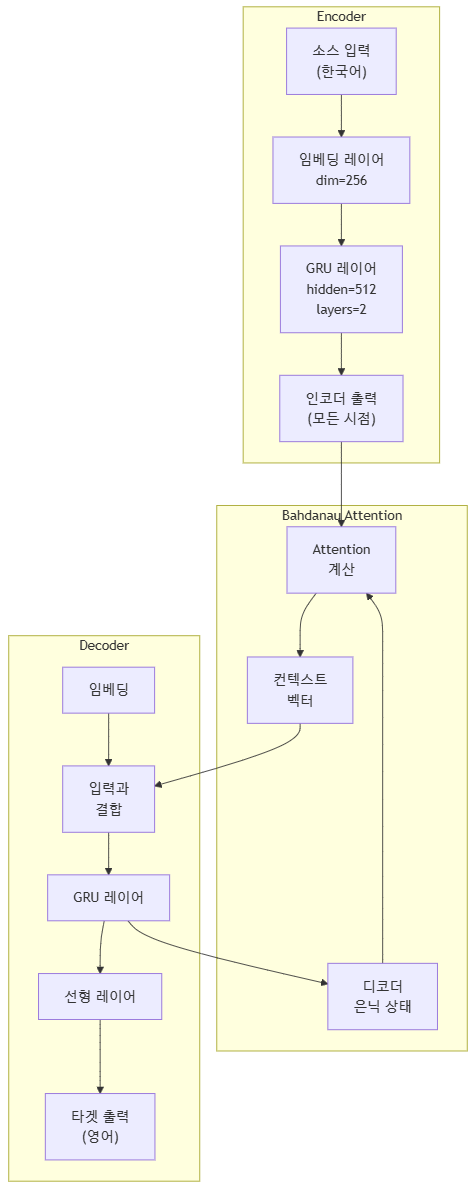 Encoder
소스 입력
(한국어)
임베딩 레이어
dim=256
GRU 레이어
hidden=512
layers=2
인코더 출력
(모든 시점)
Bahdanau Attention
Attention
계산
컨텍스트
벡터
디코더
은닉 상태
Decoder
임베딩
입력과
결합
GRU 레이어
선형 레이어
타겟 출력
(영어)